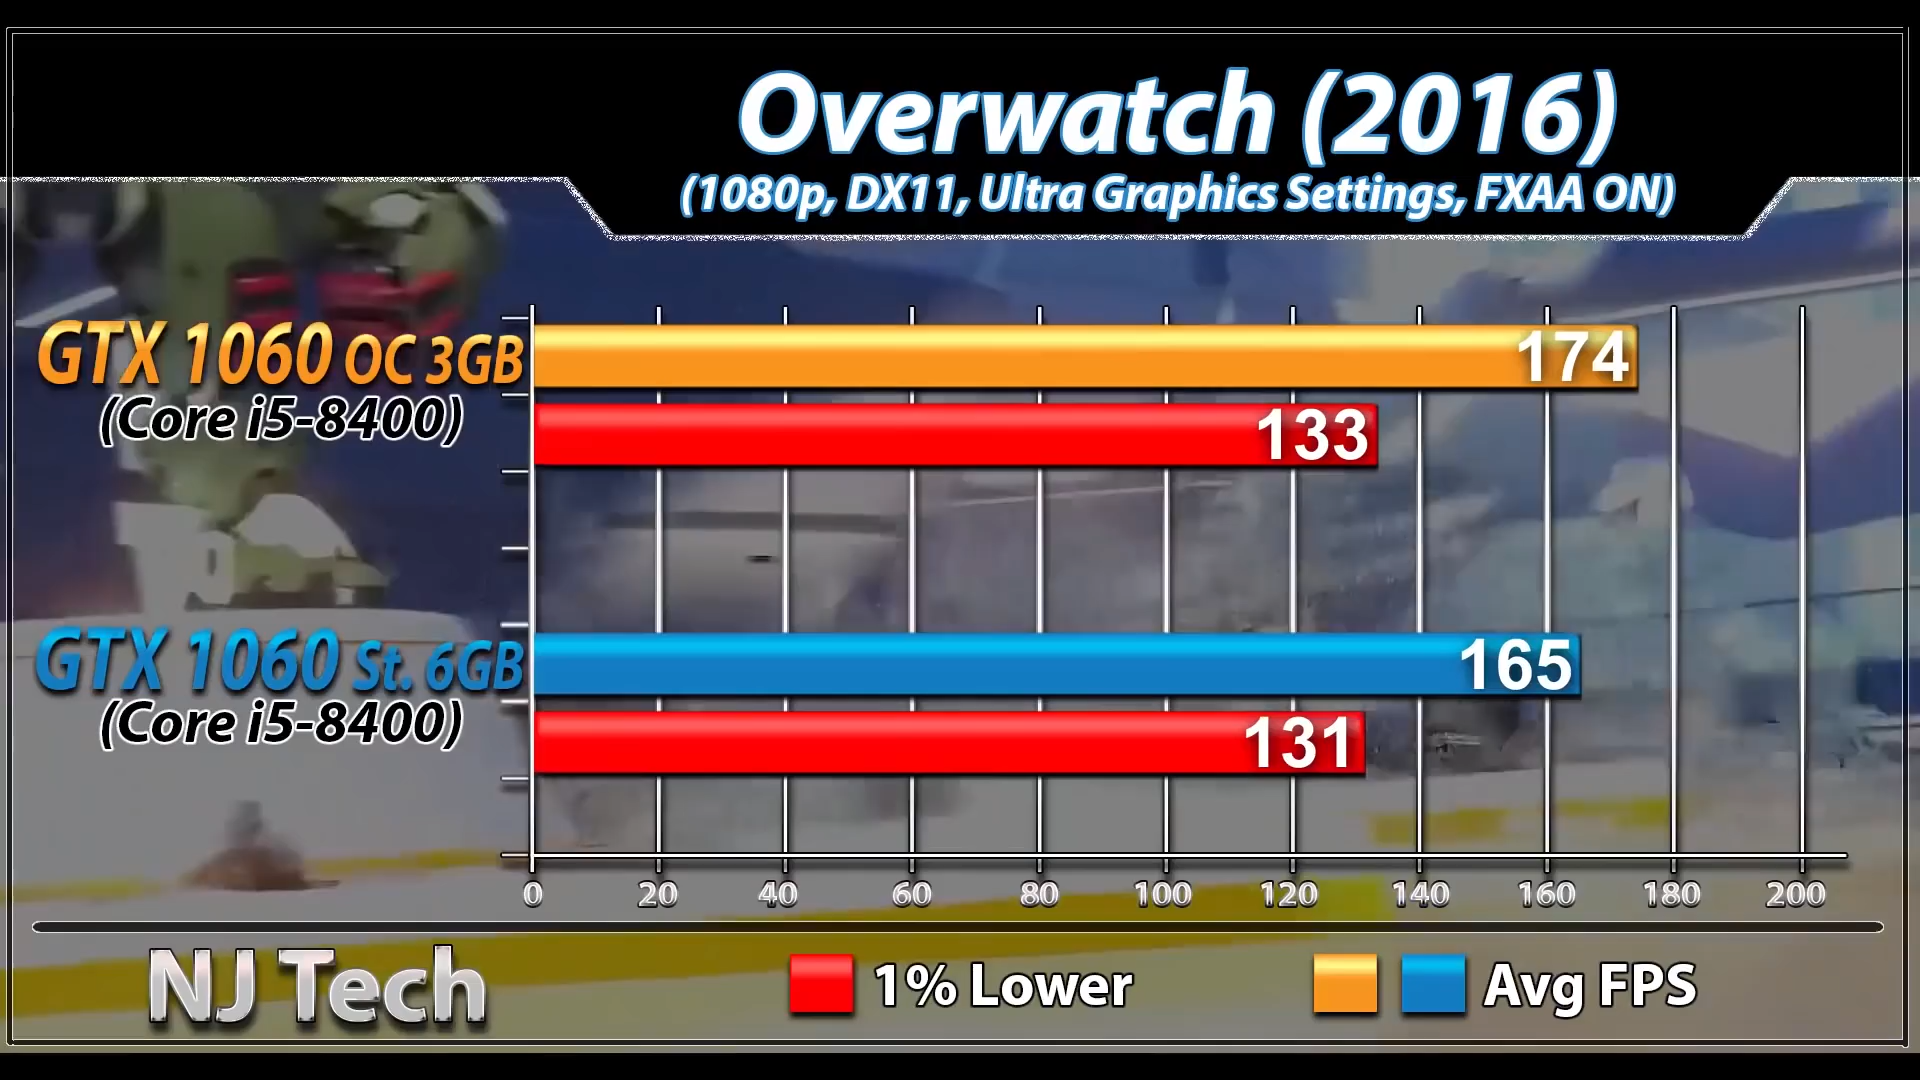 Overwatch (2016)
(1080p, DX11, Ultra Graphics Settings, FXAA ON)
GTX 1060 OC 3GB
(Core i5-8400)
174
133
GTX 1060 St. 6GB
(Core i5-8400)
165
131
0 20 40 60 80 100 120 140 160 180 200
NJ Tech
1% Lower
Avg FPS